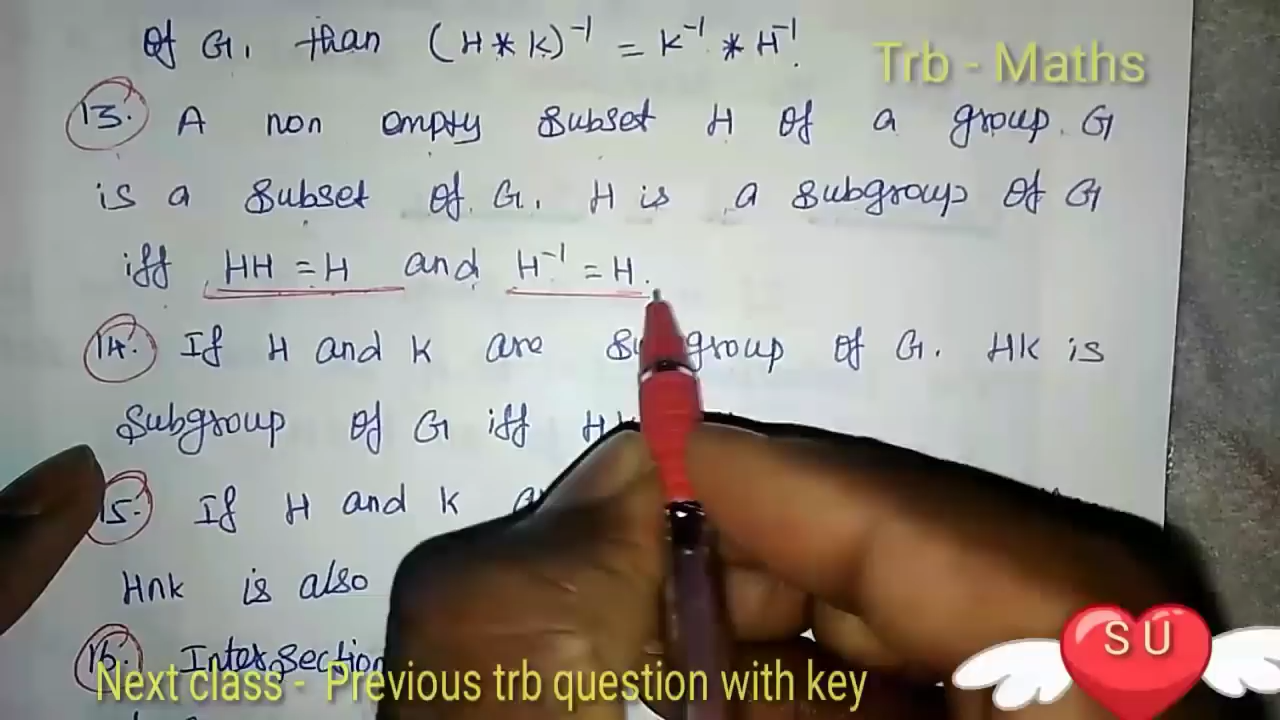 of G. than (H * K)⁻¹ = K⁻¹ * H⁻¹.
Trb - Maths
13. A non empty subset H of a group G
is a subset of G. H is a subgroup of G
iff HH = H and H⁻¹ = H.
14. If H and K are group of G. HK is
subgroup of G iff
15. If H and K
H∩K is also
16. Intersection
Next class - Previous trb question with key
S U